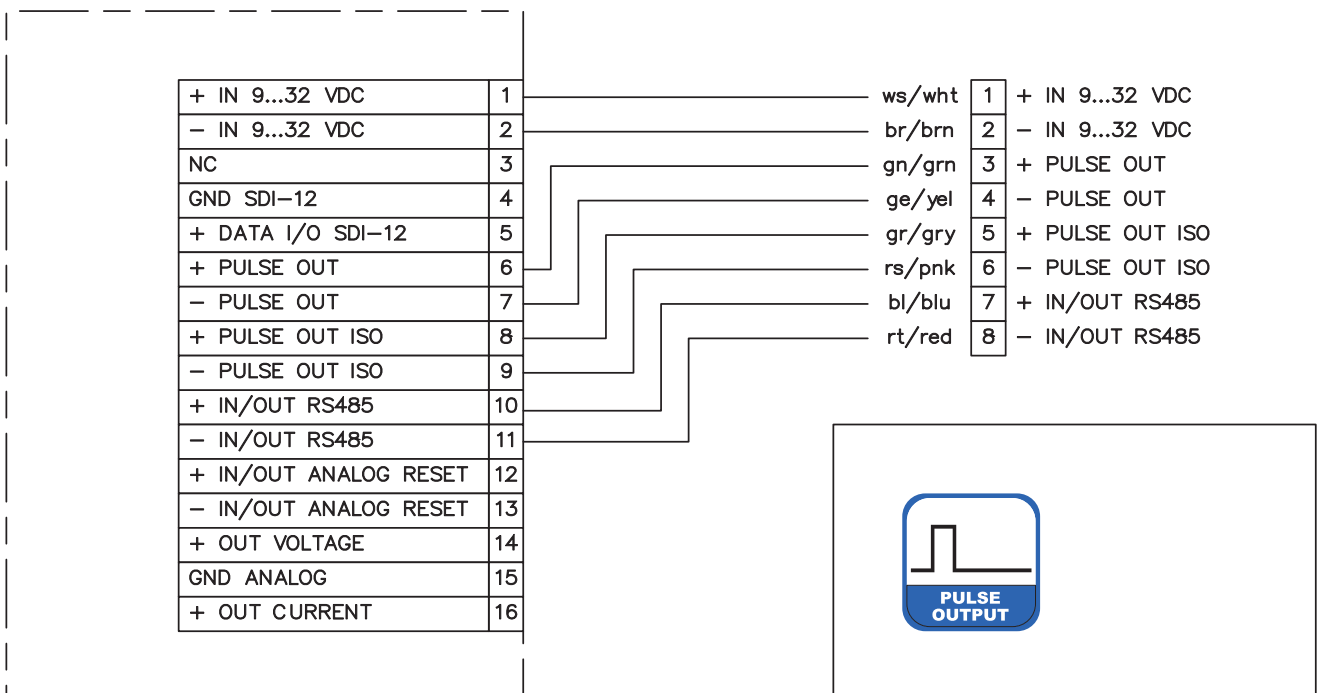 + IN 9...32 VDC 1
− IN 9...32 VDC 2
NC 3
GND SDI−12 4
+ DATA I/O SDI−12 5
+ PULSE OUT 6
− PULSE OUT 7
+ PULSE OUT ISO 8
− PULSE OUT ISO 9
+ IN/OUT RS485 10
− IN/OUT RS485 11
+ IN/OUT ANALOG RESET 12
− IN/OUT ANALOG RESET 13
+ OUT VOLTAGE 14
GND ANALOG 15
+ OUT CURRENT 16
ws/wht 1 + IN 9...32 VDC
br/brn 2 − IN 9...32 VDC
gn/grn 3 + PULSE OUT
ge/yel 4 − PULSE OUT
gr/gry 5 + PULSE OUT ISO
rs/pnk 6 − PULSE OUT ISO
bl/blu 7 + IN/OUT RS485
rt/red 8 − IN/OUT RS485
PULSE
OUTPUT